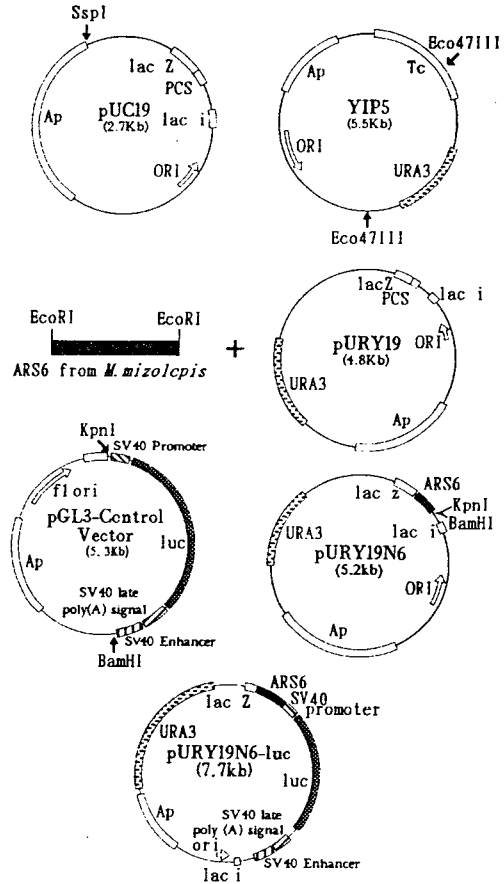 SspI
lac Z
PCS
Ap
pUC19
(2.7Kb)
lac i
ORI
Eco47III
Ap
Tc
YIP5
(5.5Kb)
ORI
URA3
Eco47III
EcoRI
EcoRI
ARS6 from M.mizolcpis
+
lacZ
PCS
lac i
pURY19
(4.8Kb)
ORI
URA3
Ap
KpnI
SV40 Promoter
f1ori
pGL3-Control
Vector
(5.3Kb)
luc
Ap
SV40 late
poly(A) signal
SV40 Enhancer
BamHI
ARS6
lac z
KpnI
lac i
BamHI
URA3
pURY19N6
(5.2kb)
ORI
Ap
ARS6
lac Z
SV40
promoter
URA3
pURY19N6-luc
(7.7kb)
luc
Ap
SV40 late
poly (A) signal
ori
SV40 Enhancer
lac i